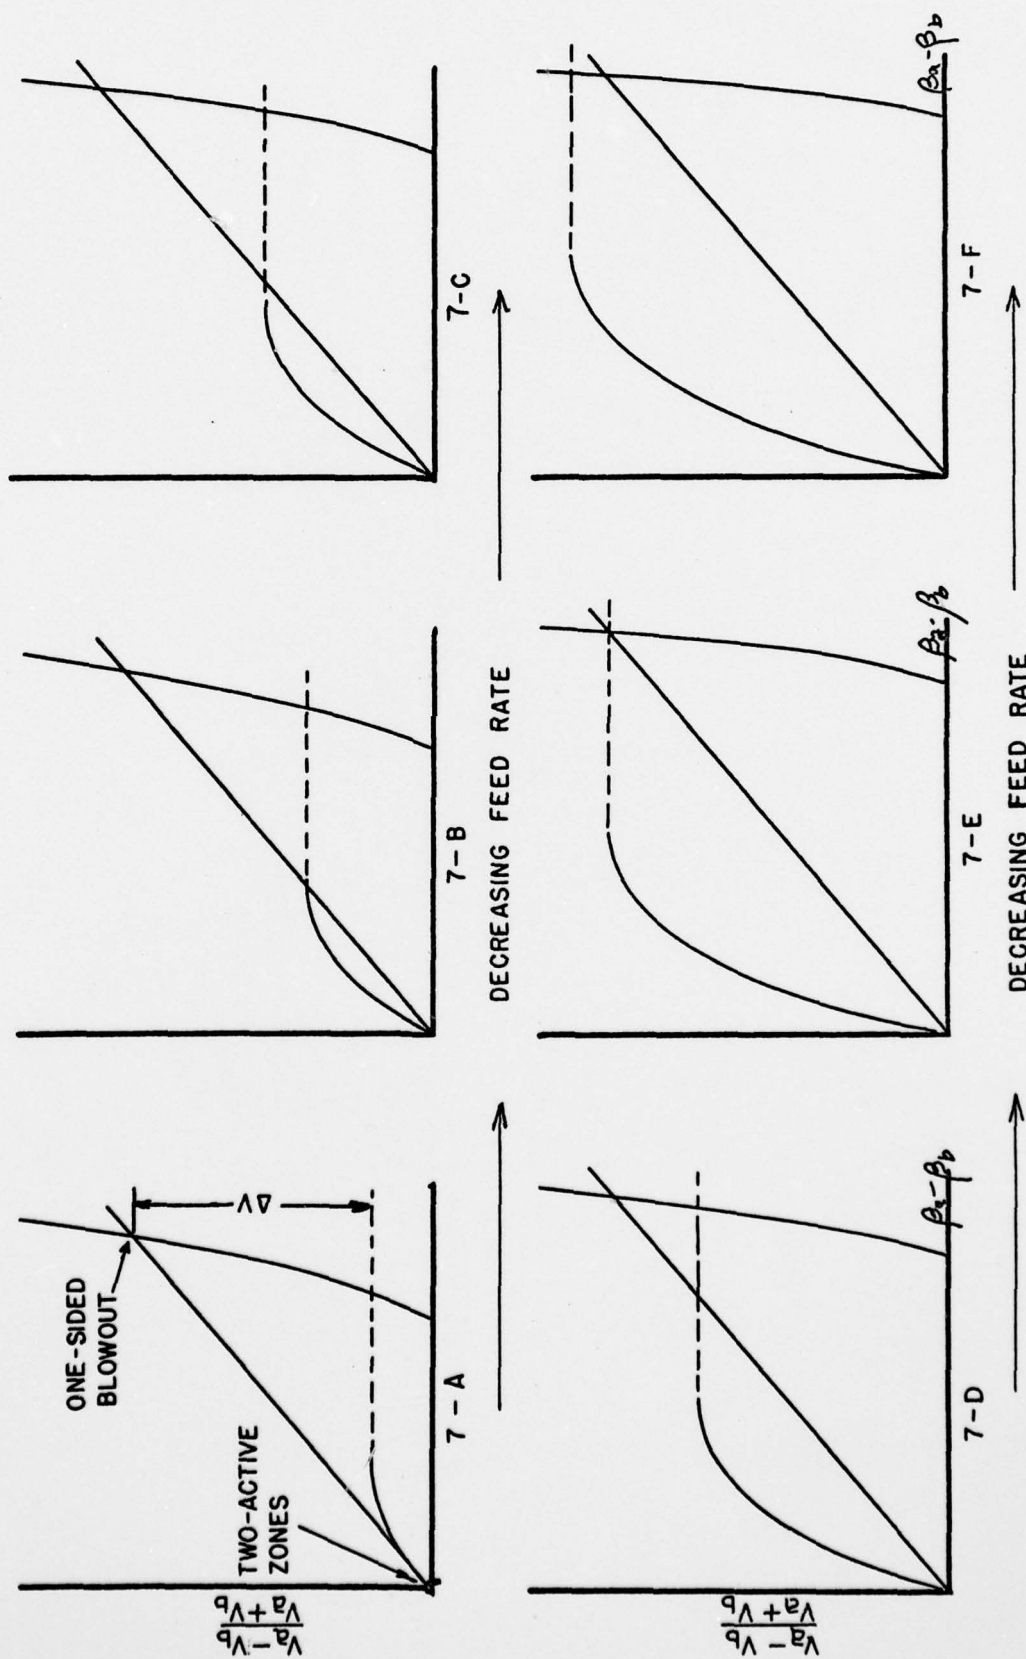 ONE-SIDED
BLOWOUT
TWO-ACTIVE
ZONES
ΔV
Va-Vb
Va+Vb
7-A
7-B
7-C
DECREASING FEED RATE
Va-Vb
Va+Vb
βa-βb
βa-βb
βa-βb
7-D
7-E
7-F
DECREASING FEED RATE